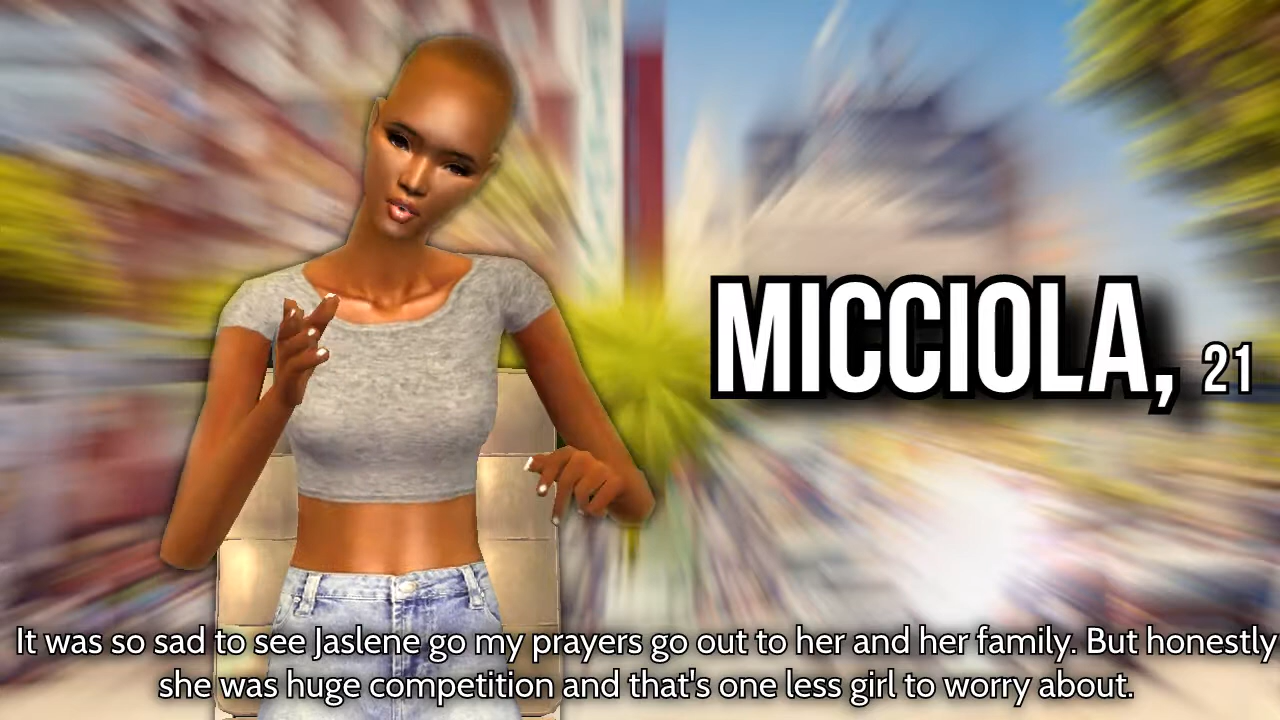 MICCIOLA, 21
It was so sad to see Jaslene go my prayers go out to her and her family. But honestly
she was huge competition and that's one less girl to worry about.